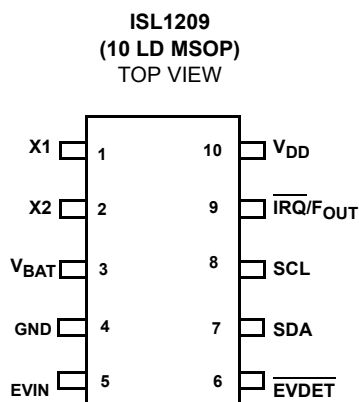 ISL1209
(10 LD MSOP)
TOP VIEW
X1 1 10 VDD
X2 2 9 IRQ/FOUT
VBAT 3 8 SCL
GND 4 7 SDA
EVIN 5 6 EVDET